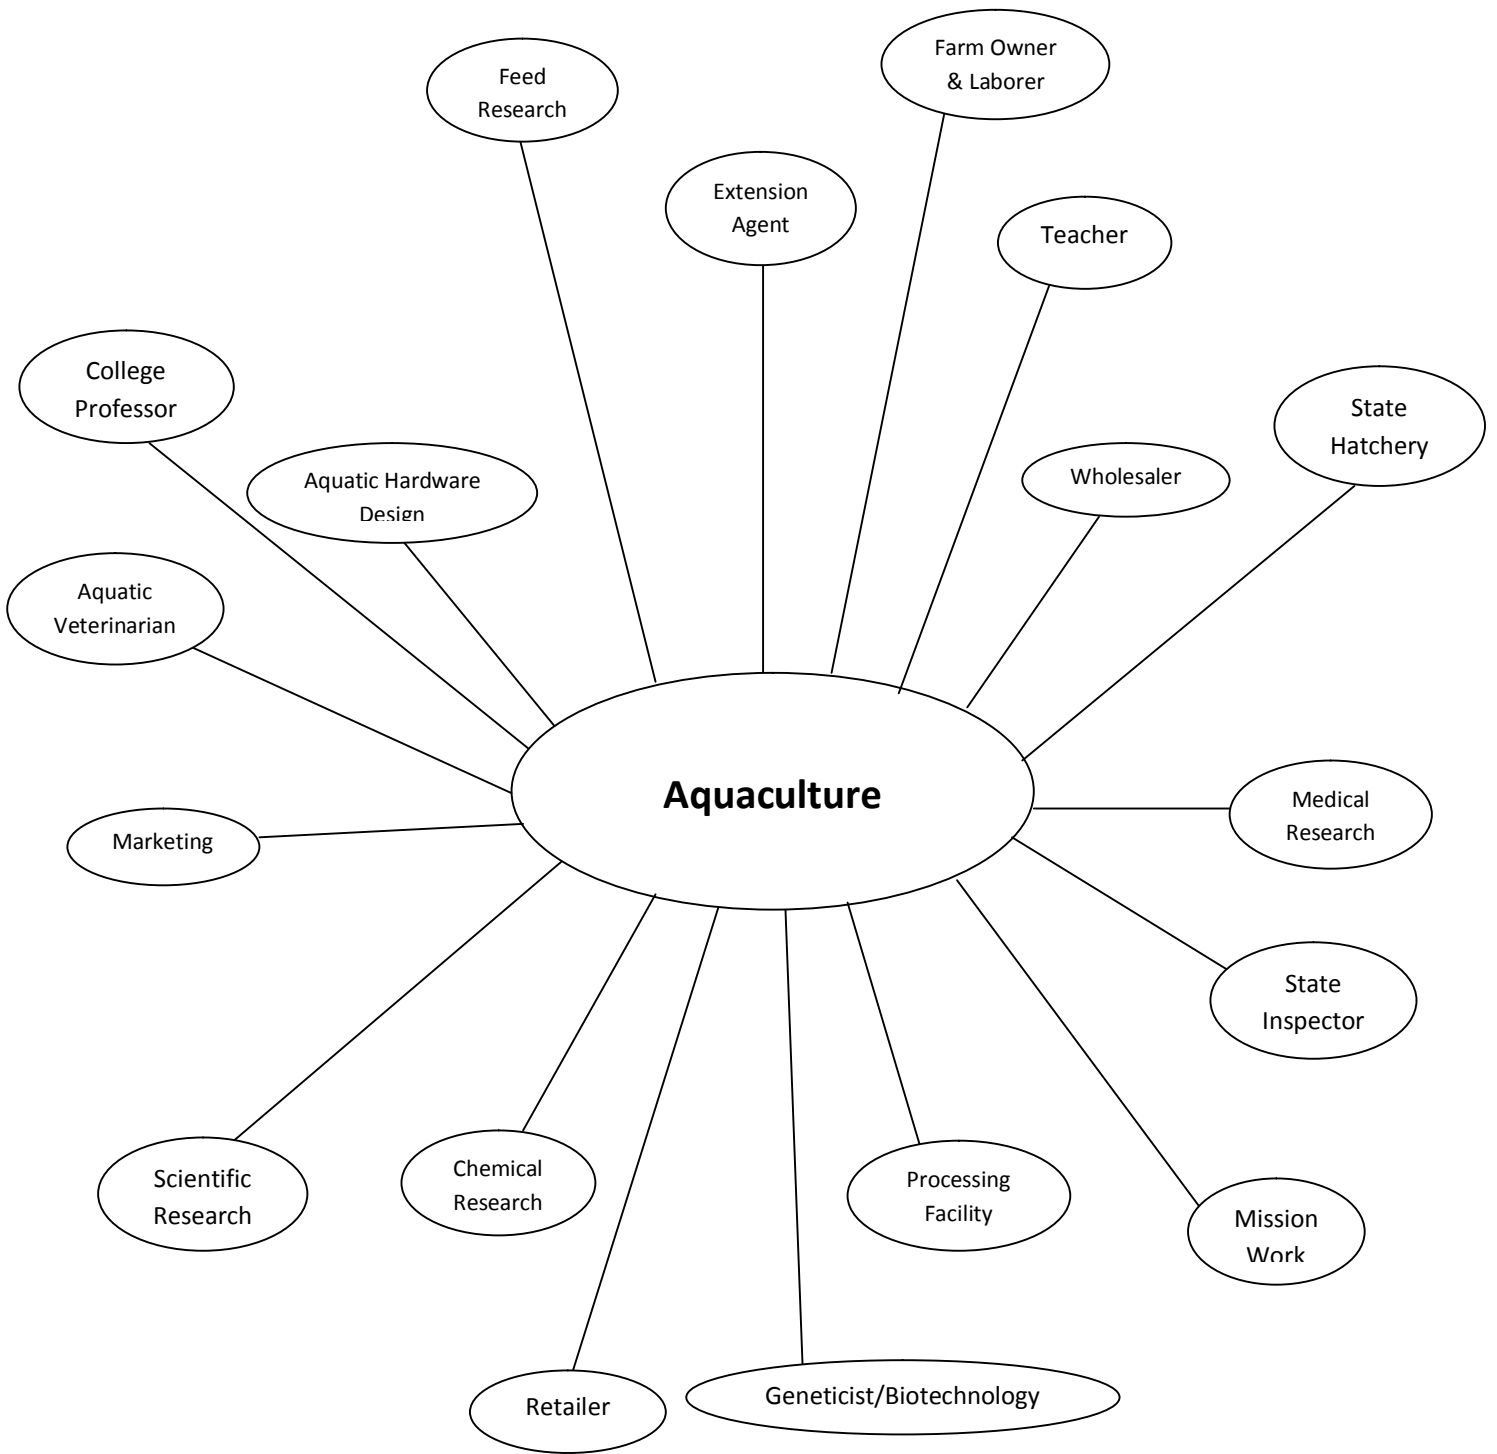 Farm Owner
& Laborer
Feed
Research
Extension
Agent
Teacher
College
Professor
State
Hatchery
Aquatic Hardware
Design
Wholesaler
Aquatic
Veterinarian
Aquaculture
Medical
Research
Marketing
State
Inspector
Scientific
Research
Chemical
Research
Processing
Facility
Mission
Work
Retailer
Geneticist/Biotechnology